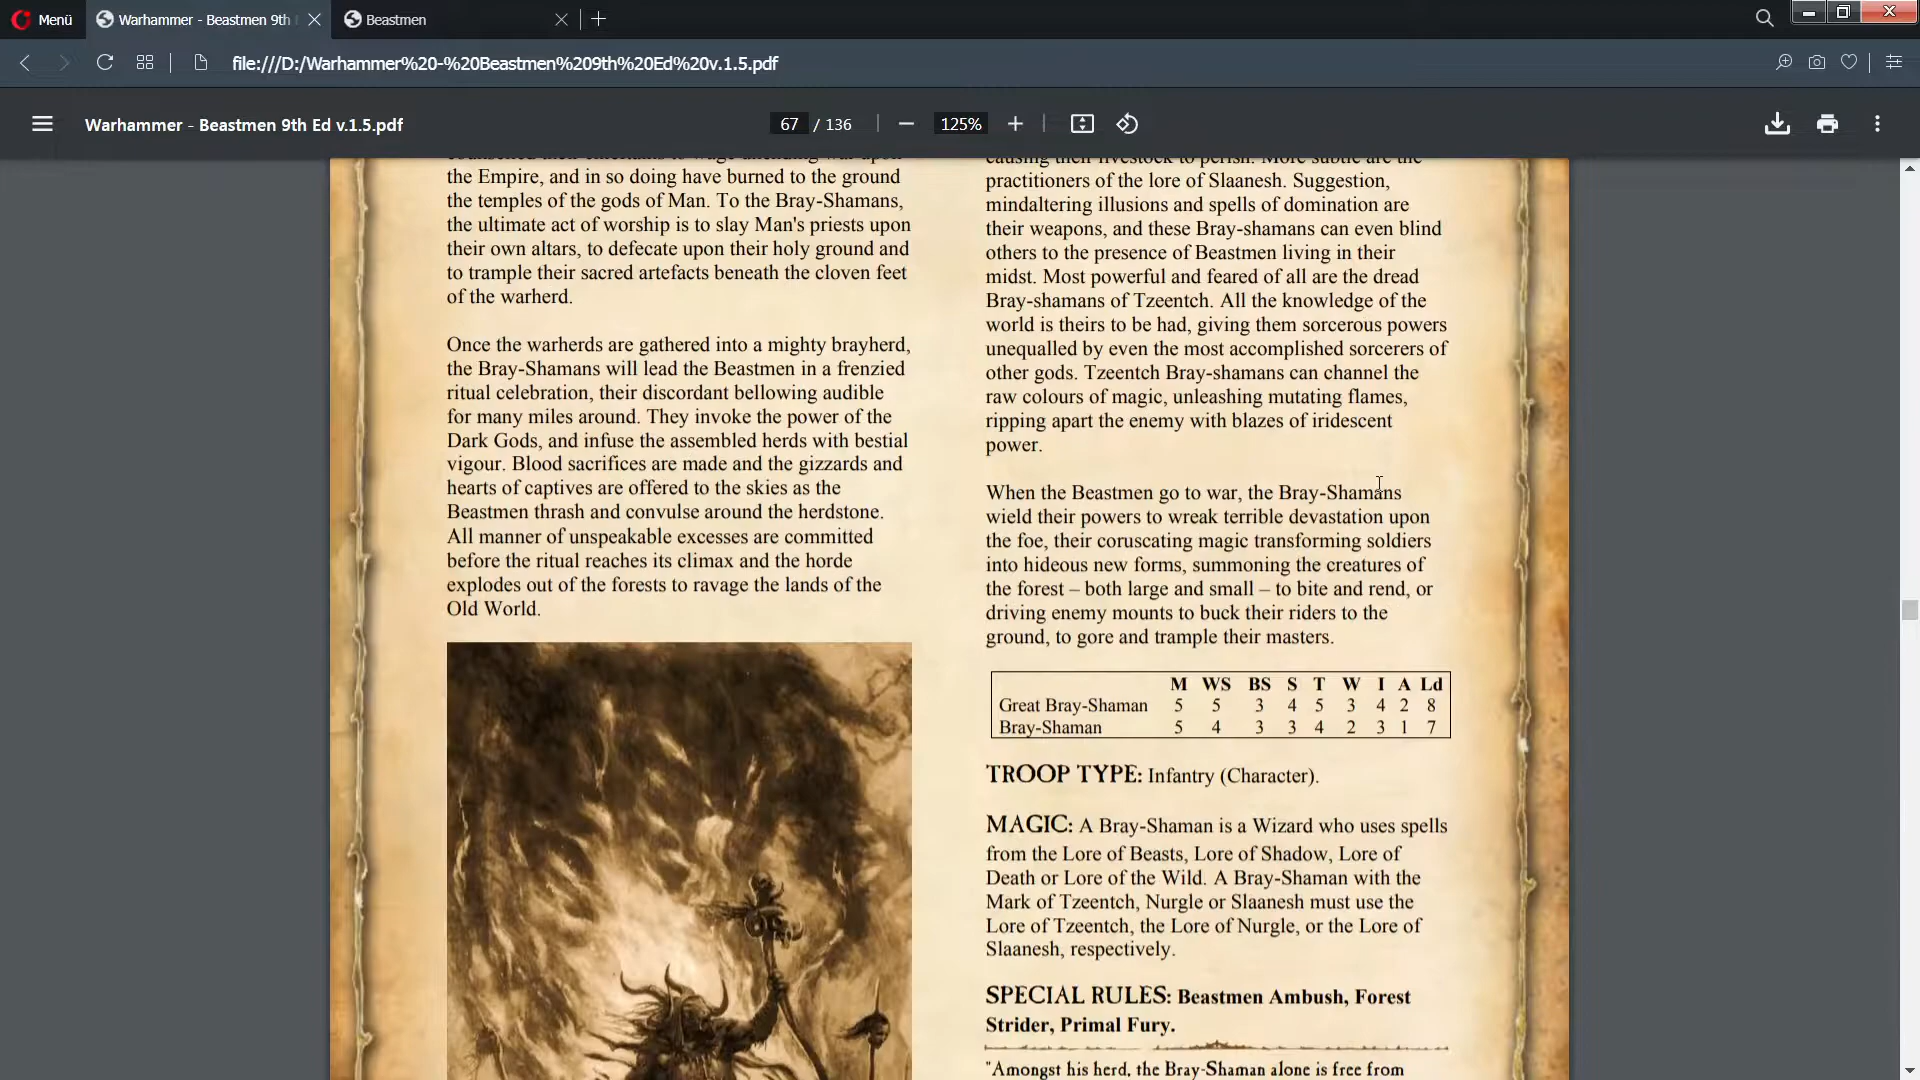 Menü
Warhammer - Beastmen 9th
Beastmen
file:///D:/Warhammer%20-%20Beastmen%209th%20Ed%20v.1.5.pdf
Warhammer - Beastmen 9th Ed v.1.5.pdf
67 / 136
125%
the Empire, and in so doing have burned to the ground
the temples of the gods of Man. To the Bray-Shamans,
the ultimate act of worship is to slay Man's priests upon
their own altars, to defecate upon their holy ground and
to trample their sacred artefacts beneath the cloven feet
of the warherd.
Once the warherds are gathered into a mighty brayherd,
the Bray-Shamans will lead the Beastmen in a frenzied
ritual celebration, their discordant bellowing audible
for many miles around. They invoke the power of the
Dark Gods, and infuse the assembled herds with bestial
vigour. Blood sacrifices are made and the gizzards and
hearts of captives are offered to the skies as the
Beastmen thrash and convulse around the herdstone.
All manner of unspeakable excesses are committed
before the ritual reaches its climax and the horde
explodes out of the forests to ravage the lands of the
Old World.
causing their livestock to perish. More subtle are the
practitioners of the lore of Slaanesh. Suggestion,
mindaltering illusions and spells of domination are
their weapons, and these Bray-shamans can even blind
others to the presence of Beastmen living in their
midst. Most powerful and feared of all are the dread
Bray-shamans of Tzeentch. All the knowledge of the
world is theirs to be had, giving them sorcerous powers
unequalled by even the most accomplished sorcerers of
other gods. Tzeentch Bray-shamans can channel the
raw colours of magic, unleashing mutating flames,
ripping apart the enemy with blazes of iridescent
power.
When the Beastmen go to war, the Bray-Shamans
wield their powers to wreak terrible devastation upon
the foe, their coruscating magic transforming soldiers
into hideous new forms, summoning the creatures of
the forest – both large and small – to bite and rend, or
driving enemy mounts to buck their riders to the
ground, to gore and trample their masters.
M WS BS S T W I A Ld
Great Bray-Shaman 5 5 3 4 5 3 4 2 8
Bray-Shaman 5 4 3 3 4 2 3 1 7
TROOP TYPE: Infantry (Character).
MAGIC: A Bray-Shaman is a Wizard who uses spells
from the Lore of Beasts, Lore of Shadow, Lore of
Death or Lore of the Wild. A Bray-Shaman with the
Mark of Tzeentch, Nurgle or Slaanesh must use the
Lore of Tzeentch, the Lore of Nurgle, or the Lore of
Slaanesh, respectively.
SPECIAL RULES: Beastmen Ambush, Forest
Strider, Primal Fury.
"Amongst his herd, the Bray-Shaman alone is free from